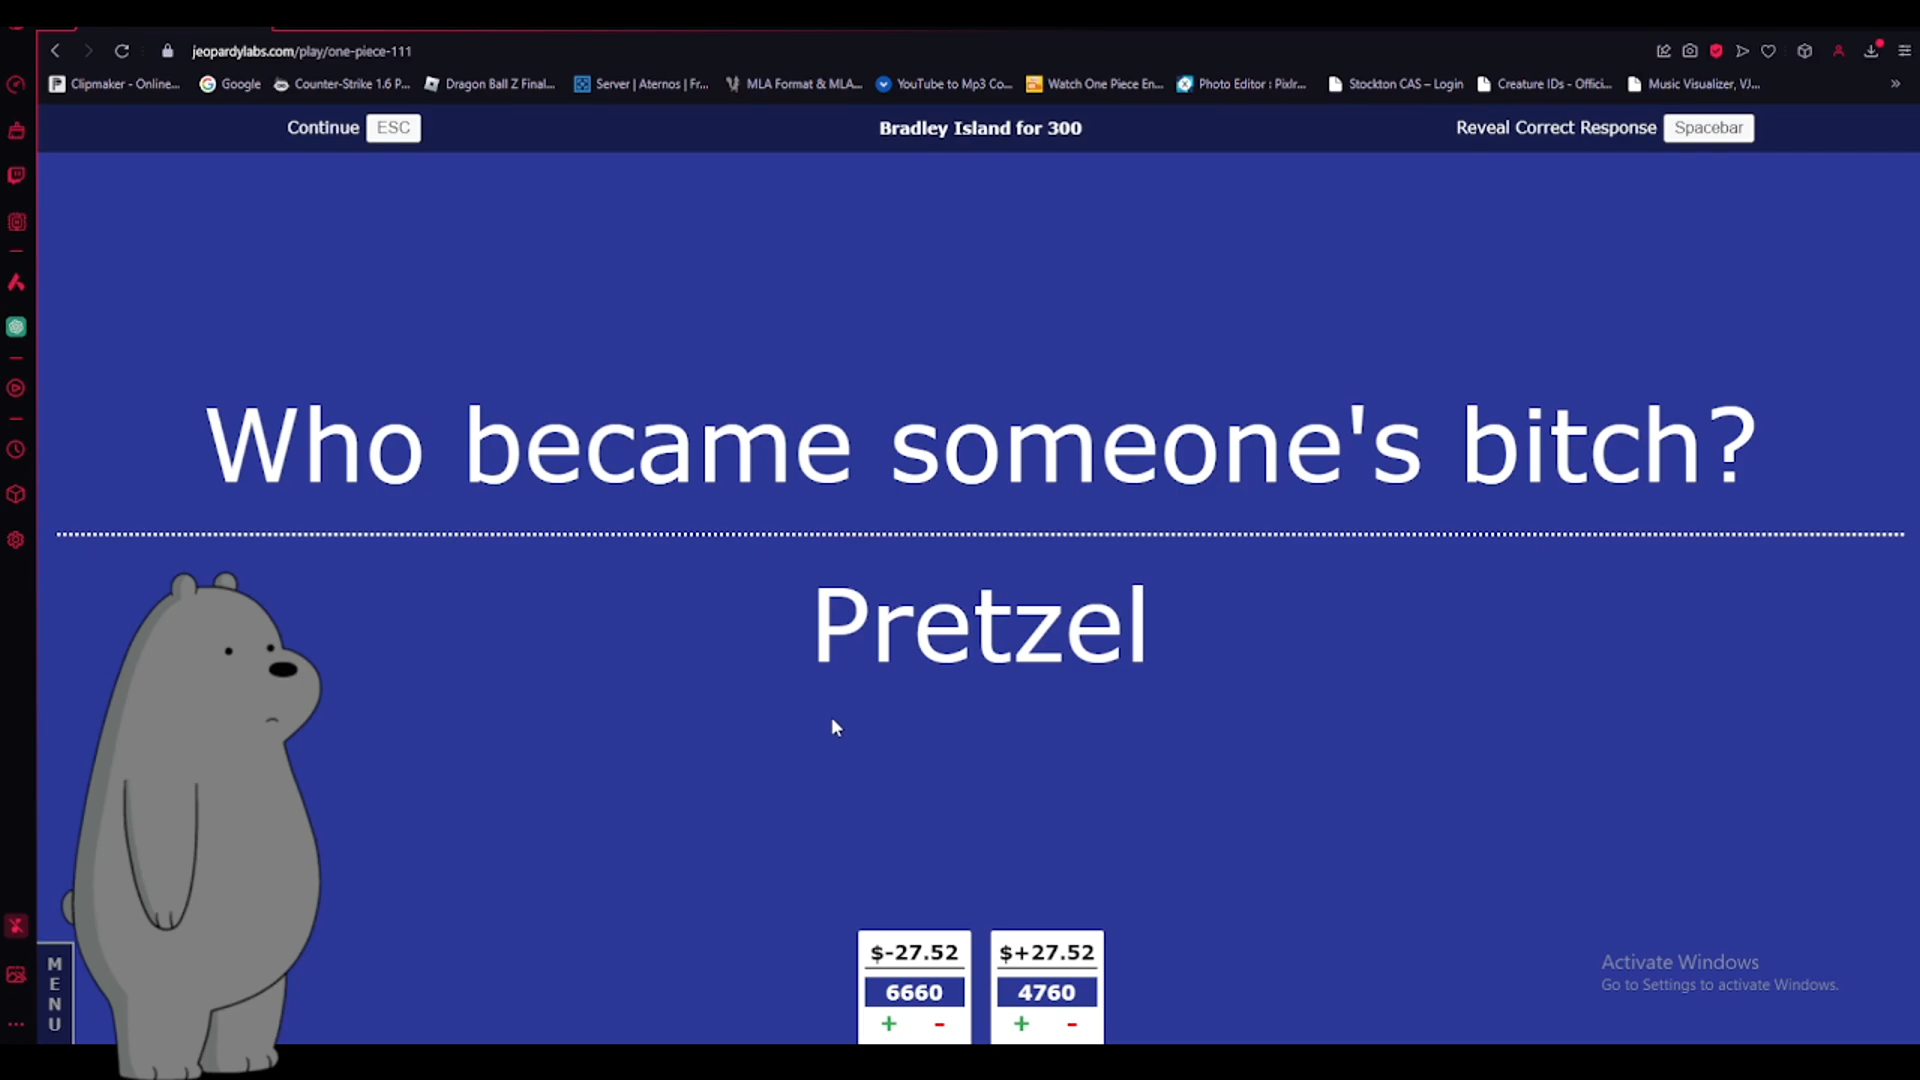 jeopardylabs.com/play/one-piece-111
Clipmaker - Online... Google Counter-Strike 1.6 P... Dragon Ball Z Final... Server | Aternos | Fr... MLA Format & MLA... YouTube to Mp3 Co... Watch One Piece En... Photo Editor : Pixlr... Stockton CAS – Login Creature IDs - Offici... Music Visualizer, VJ... »
Continue ESC Bradley Island for 300 Reveal Correct Response Spacebar
Who became someone's bitch?
Pretzel
$-27.52 $+27.52
6660 4760
+ - + -
MENU
Activate Windows
Go to Settings to activate Windows.